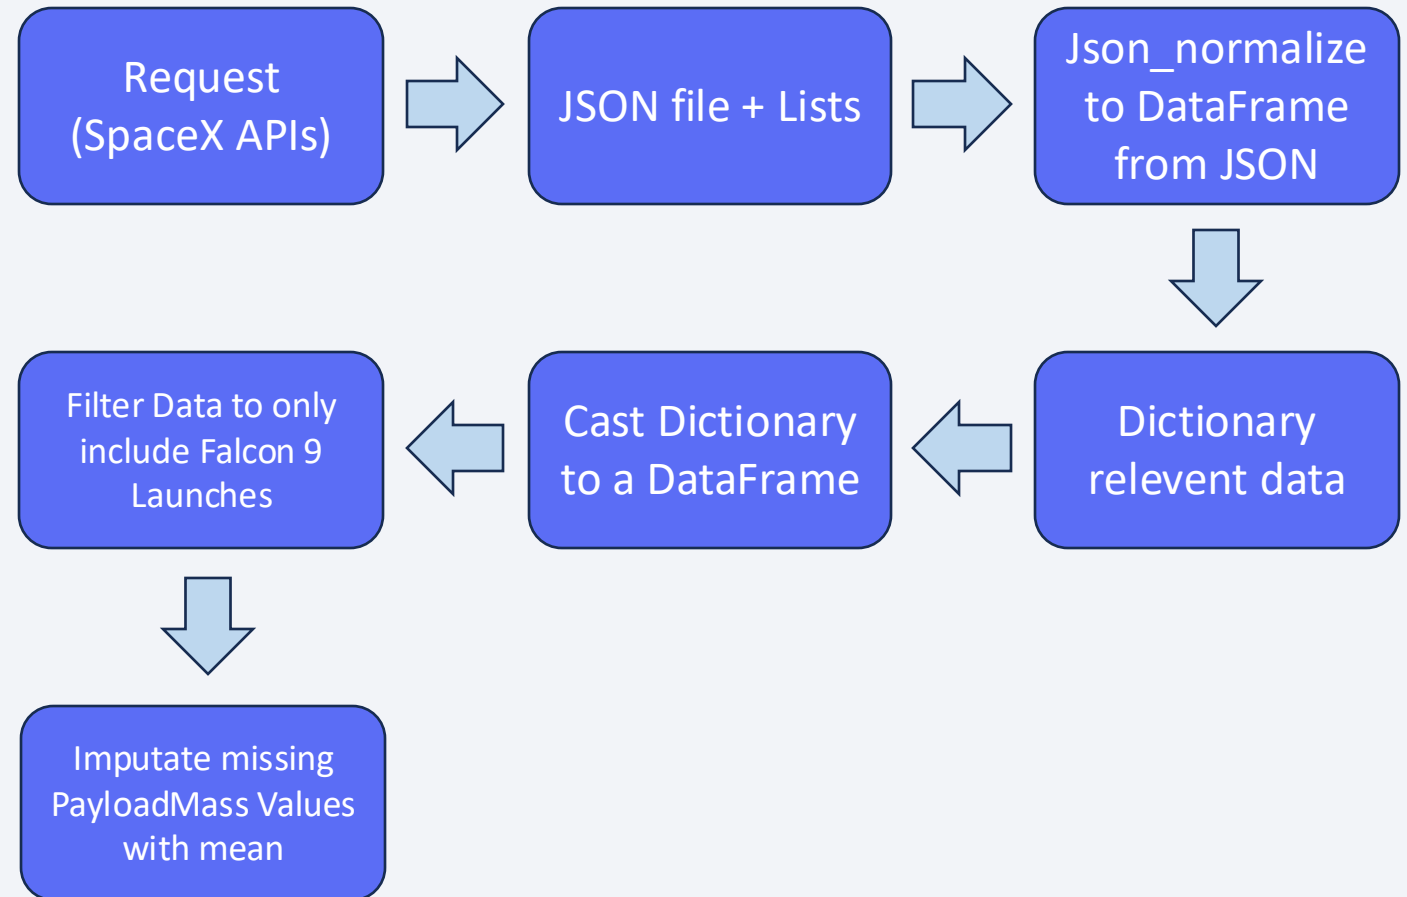 Request
(SpaceX APIs)
JSON file + Lists
Json_normalize
to DataFrame
from JSON
Dictionary
relevent data
Cast Dictionary
to a DataFrame
Filter Data to only
include Falcon 9
Launches
Imputate missing
PayloadMass Values
with mean